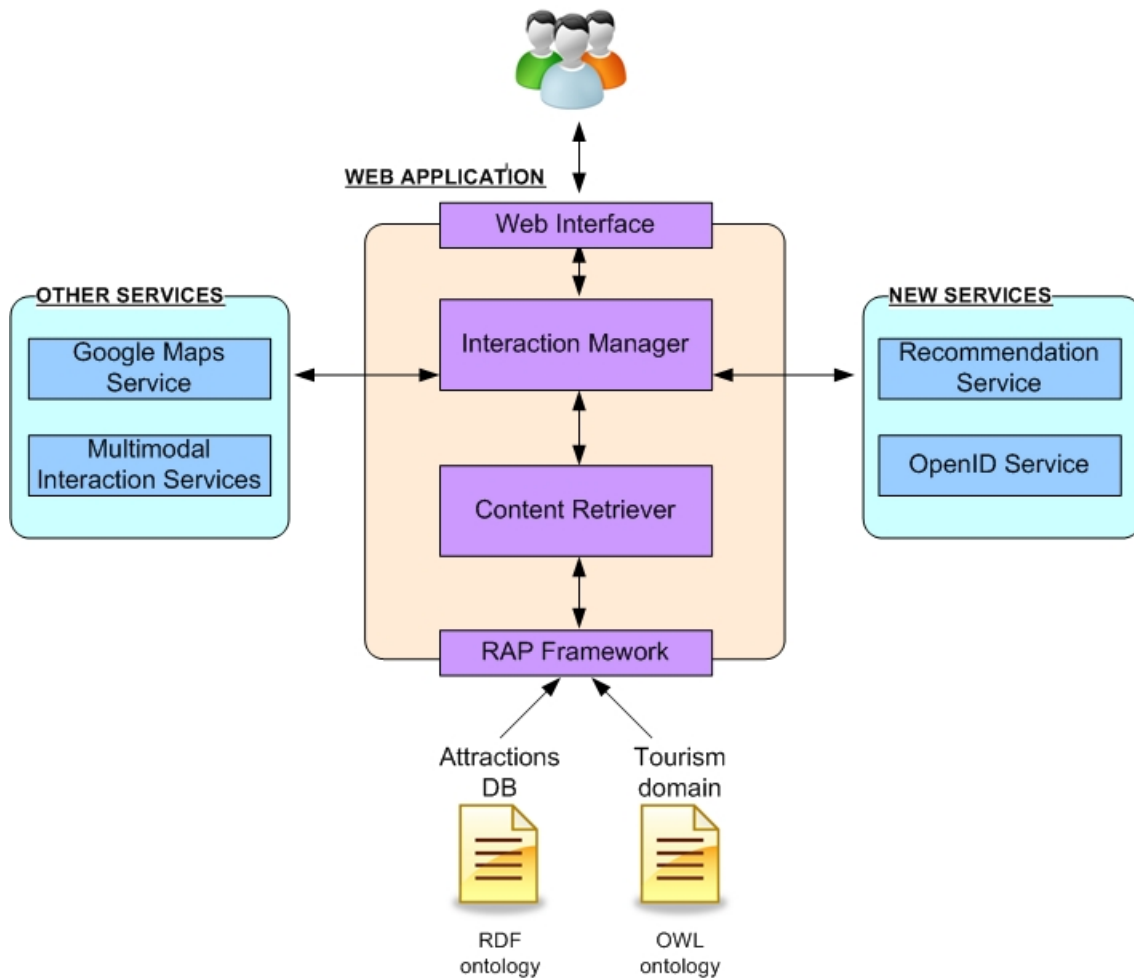 WEB APPLICATION
Web Interface
OTHER SERVICES
Google Maps
Service
Multimodal
Interaction Services
Interaction Manager
Content Retriever
RAP Framework
NEW SERVICES
Recommendation
Service
OpenID Service
Attractions
DB
Tourism
domain
RDF
ontology
OWL
ontology